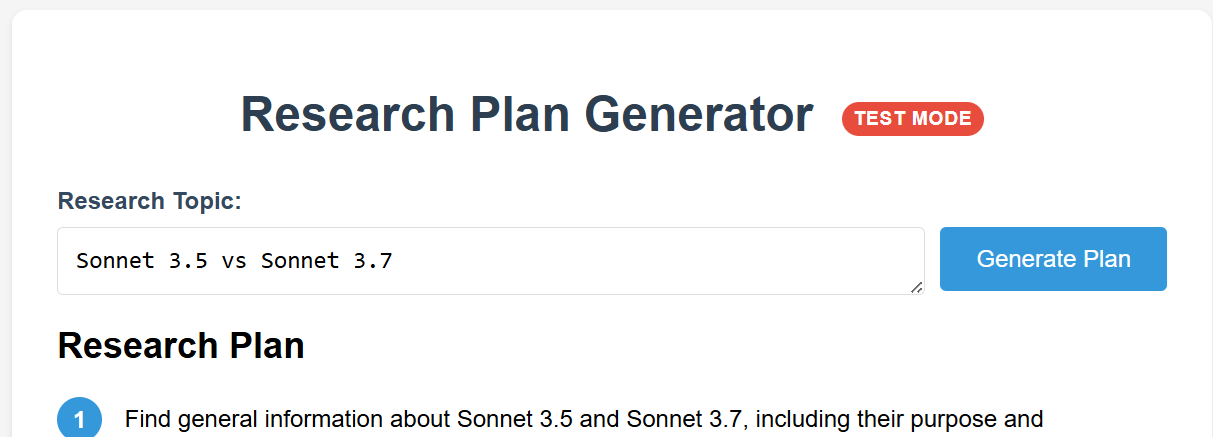 Research Plan Generator TEST MODE
Research Topic:
Sonnet 3.5 vs Sonnet 3.7
Generate Plan
Research Plan
1 Find general information about Sonnet 3.5 and Sonnet 3.7, including their purpose and